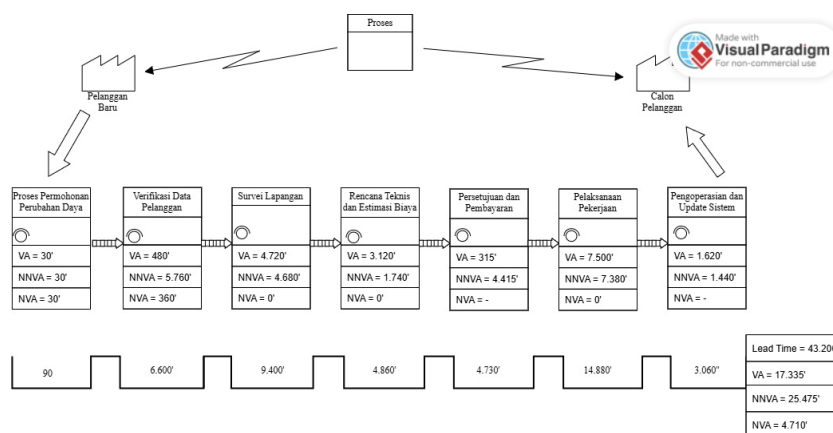 Proses
Made with
Visual Paradigm
For non-commercial use
Pelanggan
Baru
Calon
Pelanggan
Proses Permohonan
Perubahan Daya
VA = 30'
NNVA = 30'
NVA = 30'
Verifikasi Data
Pelanggan
VA = 480'
NNVA = 5.760'
NVA = 360'
Survei Lapangan
VA = 4.720'
NNVA = 4.680'
NVA = 0'
Rencana Teknis
dan Estimasi Biaya
VA = 3.120'
NNVA = 1.740'
NVA = 0'
Persetujuan dan
Pembayaran
VA = 315'
NNVA = 4.415'
NVA = -
Pelaksanaan
Pekerjaan
VA = 7.500'
NNVA = 7.380'
NVA = 0'
Pengoperasian dan
Update Sistem
VA = 1.620'
NNVA = 1.440'
NVA = -
90
6.600'
9.400'
4.860'
4.730'
14.880'
3.060"
Lead Time = 43.200
VA = 17.335'
NNVA = 25.475'
NVA = 4.710'